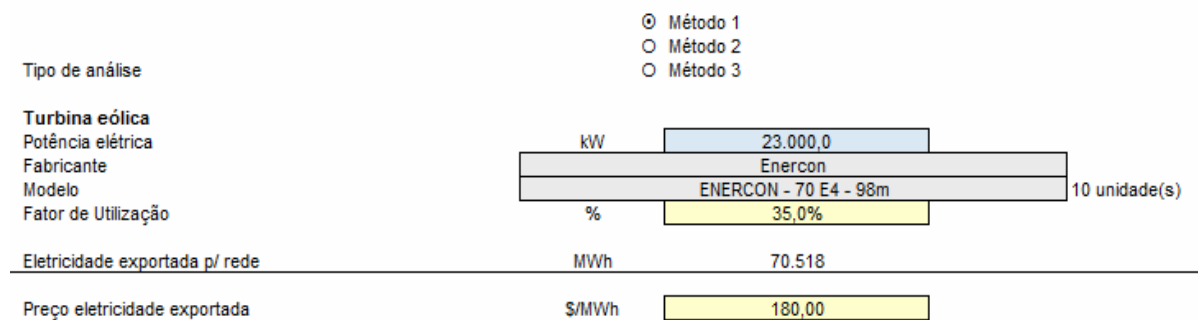 Método 1
Método 2
Tipo de análise Método 3
Turbina eólica
Potência elétrica kW 23.000,0
Fabricante Enercon
Modelo ENERCON - 70 E4 - 98m 10 unidade(s)
Fator de Utilização % 35,0%
Eletricidade exportada p/ rede MWh 70.518
Preço eletricidade exportada $/MWh 180,00